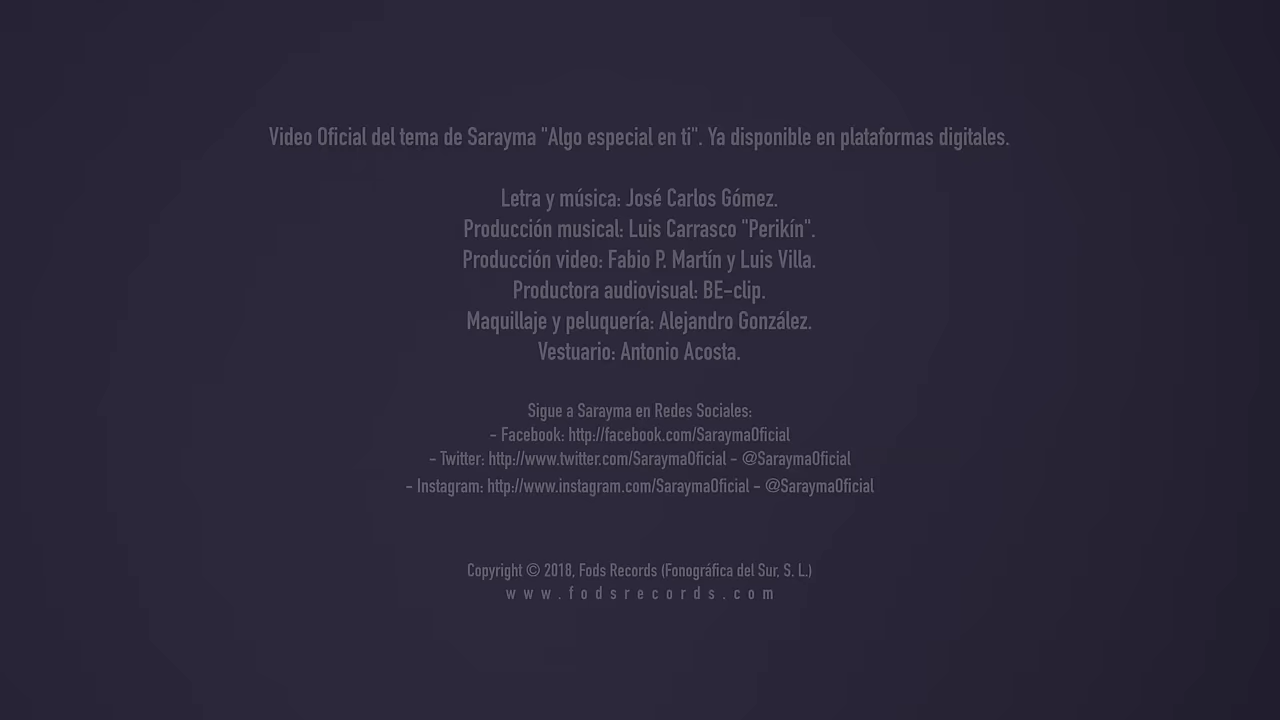 Video Oficial del tema de Sarayma "Algo especial en ti". Ya disponible en plataformas digitales.
Letra y música: José Carlos Gómez.
Producción musical: Luis Carrasco "Perikín".
Producción video: Fabio P. Martín y Luis Villa.
Productora audiovisual: BE-clip.
Maquillaje y peluquería: Alejandro González.
Vestuario: Antonio Acosta.
Sigue a Sarayma en Redes Sociales:
- Facebook: http://facebook.com/SaraymaOficial
- Twitter: http://www.twitter.com/SaraymaOficial - @SaraymaOficial
- Instagram: http://www.instagram.com/SaraymaOficial - @SaraymaOficial
Copyright © 2018, Fods Records (Fonográfica del Sur, S. L.)
www.fodsrecords.com